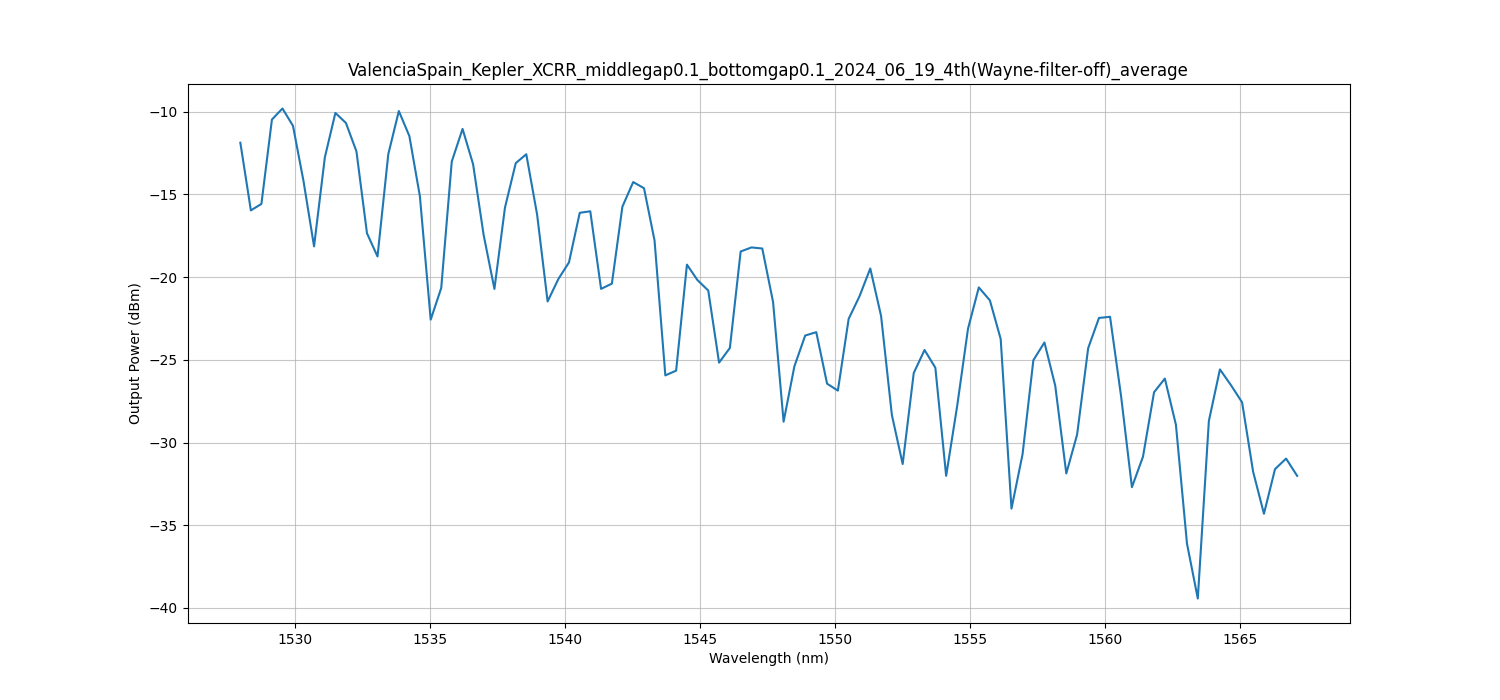 ValenciaSpain_Kepler_XCRR_middlegap0.1_bottomgap0.1_2024_06_19_4th(Wayne-filter-off)_average
Output Power (dBm)
−10
−15
−20
−25
−30
−35
−40
1530 1535 1540 1545 1550 1555 1560 1565
Wavelength (nm)